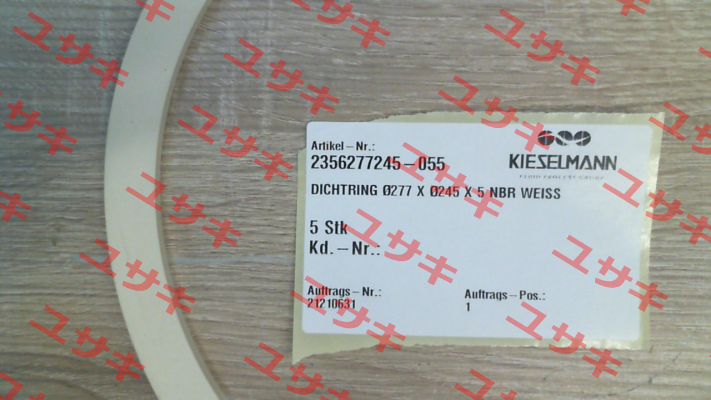 Artikel-Nr.:
2356277245-055
KIESELMANN
DICHTRING Ø277 X Ø245 X 5 NBR WEISS
5 Stk
Kd.-Nr.:
Auftrags-Nr.:
21210631
Auftrags-Pos.:
1
ユサキ